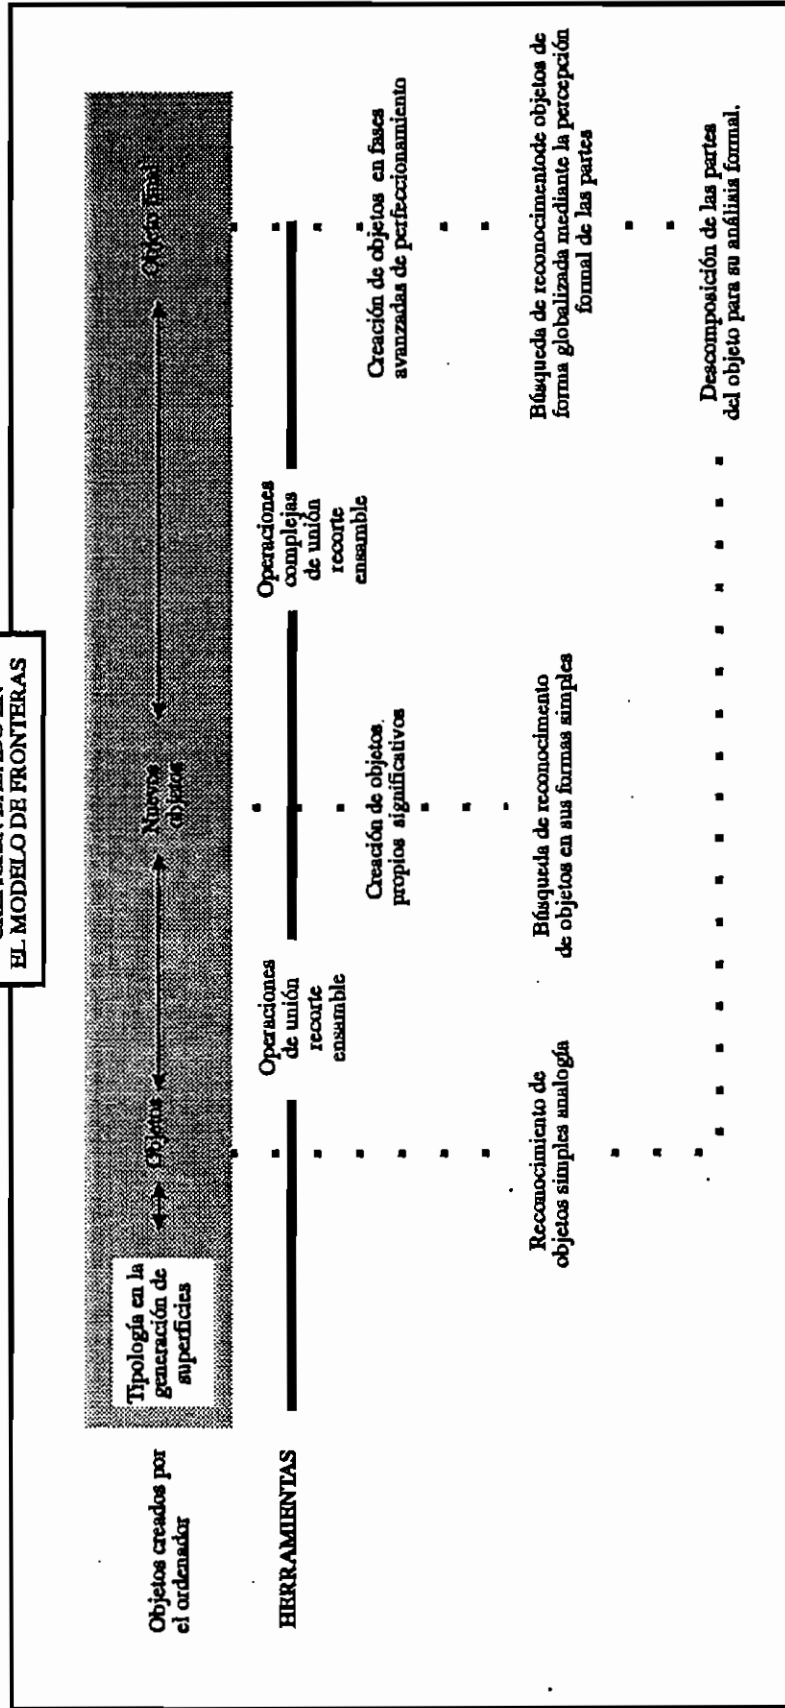 EL MODELO DE FRONTERAS
Objetos creados por
el ordenador
Tipología en la
generación de
superficies
Objetos
Nuevos
objetos
Objeto final
HERRAMIENTAS
Operaciones
de unión
recorte
ensamble
Operaciones
complejas
de unión
recorte
ensamble
Creación de objetos
propios significativos
Creación de objetos en fases
avanzadas de perfeccionamiento
Reconocimiento de
objetos simples analogía
Búsqueda de reconocimento
de objetos en sus formas simples
Búsqueda de reconocimentode objetos de
forma globalizada mediante la percepción
formal de las partes
Descomposición de las partes
del objeto para su análisis formal.